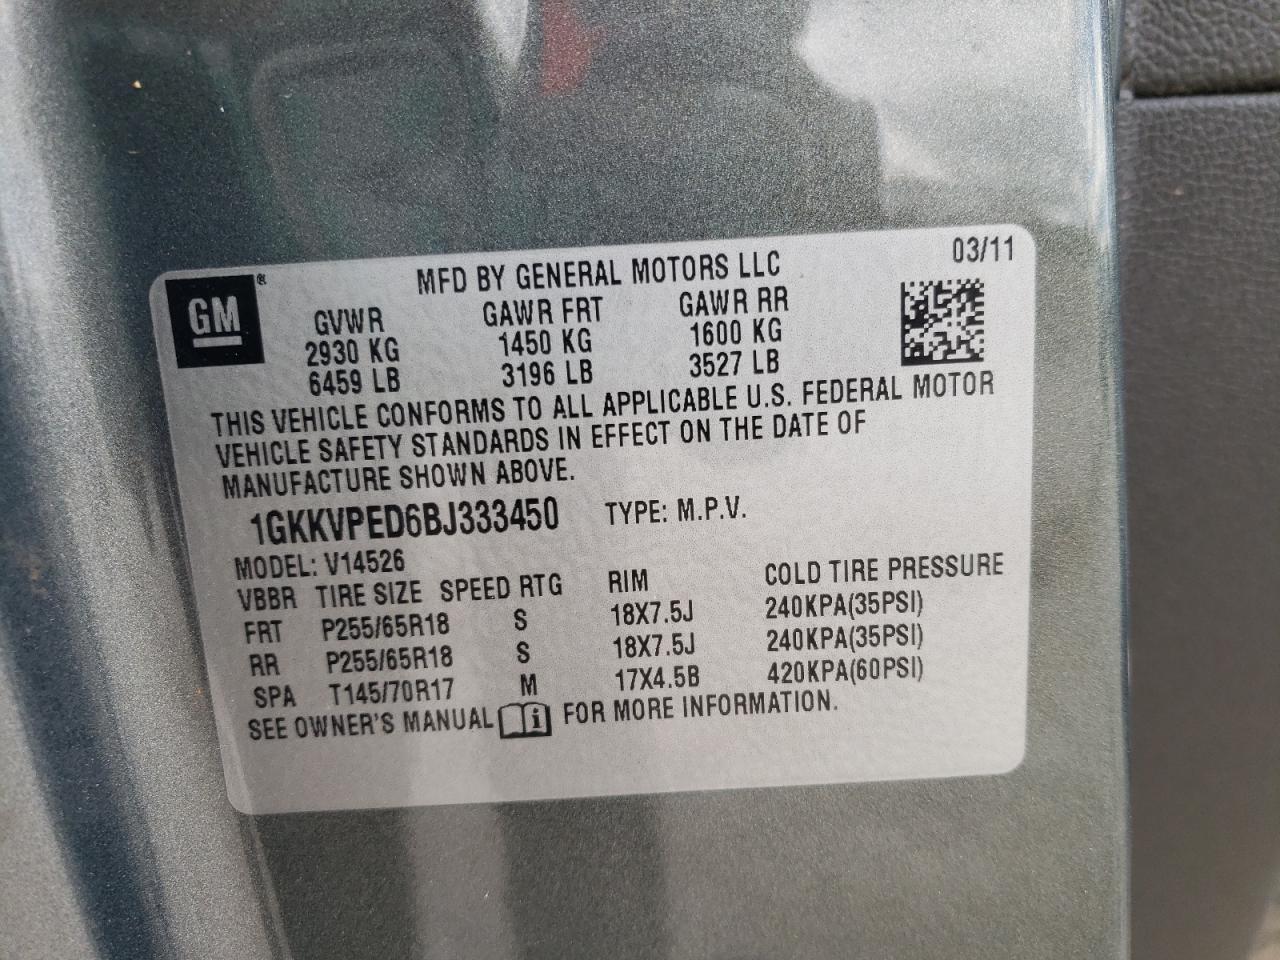 03/11
GM®
MFD BY GENERAL MOTORS LLC
GVWR GAWR FRT GAWR RR
2930 KG 1450 KG 1600 KG
6459 LB 3196 LB 3527 LB
THIS VEHICLE CONFORMS TO ALL APPLICABLE U.S. FEDERAL MOTOR
VEHICLE SAFETY STANDARDS IN EFFECT ON THE DATE OF
MANUFACTURE SHOWN ABOVE.
1GKKVPED6BJ333450 TYPE: M.P.V.
MODEL: V14526
VBBR TIRE SIZE SPEED RTG RIM COLD TIRE PRESSURE
FRT P255/65R18 S 18X7.5J 240KPA(35PSI)
RR P255/65R18 S 18X7.5J 240KPA(35PSI)
SPA T145/70R17 M 17X4.5B 420KPA(60PSI)
SEE OWNER'S MANUAL i FOR MORE INFORMATION.